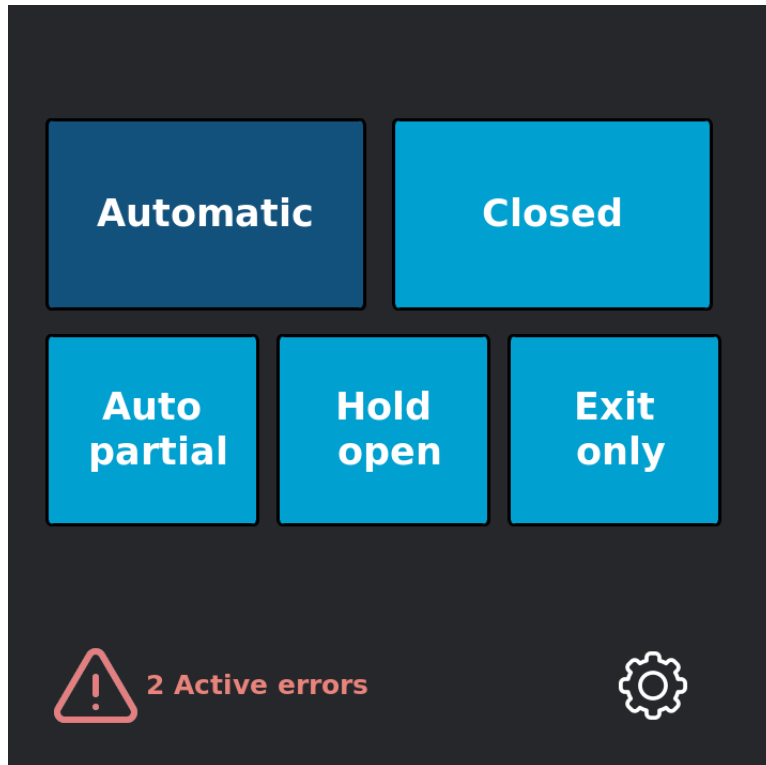 Automatic
Closed
Auto
partial
Hold
open
Exit
only
2 Active errors